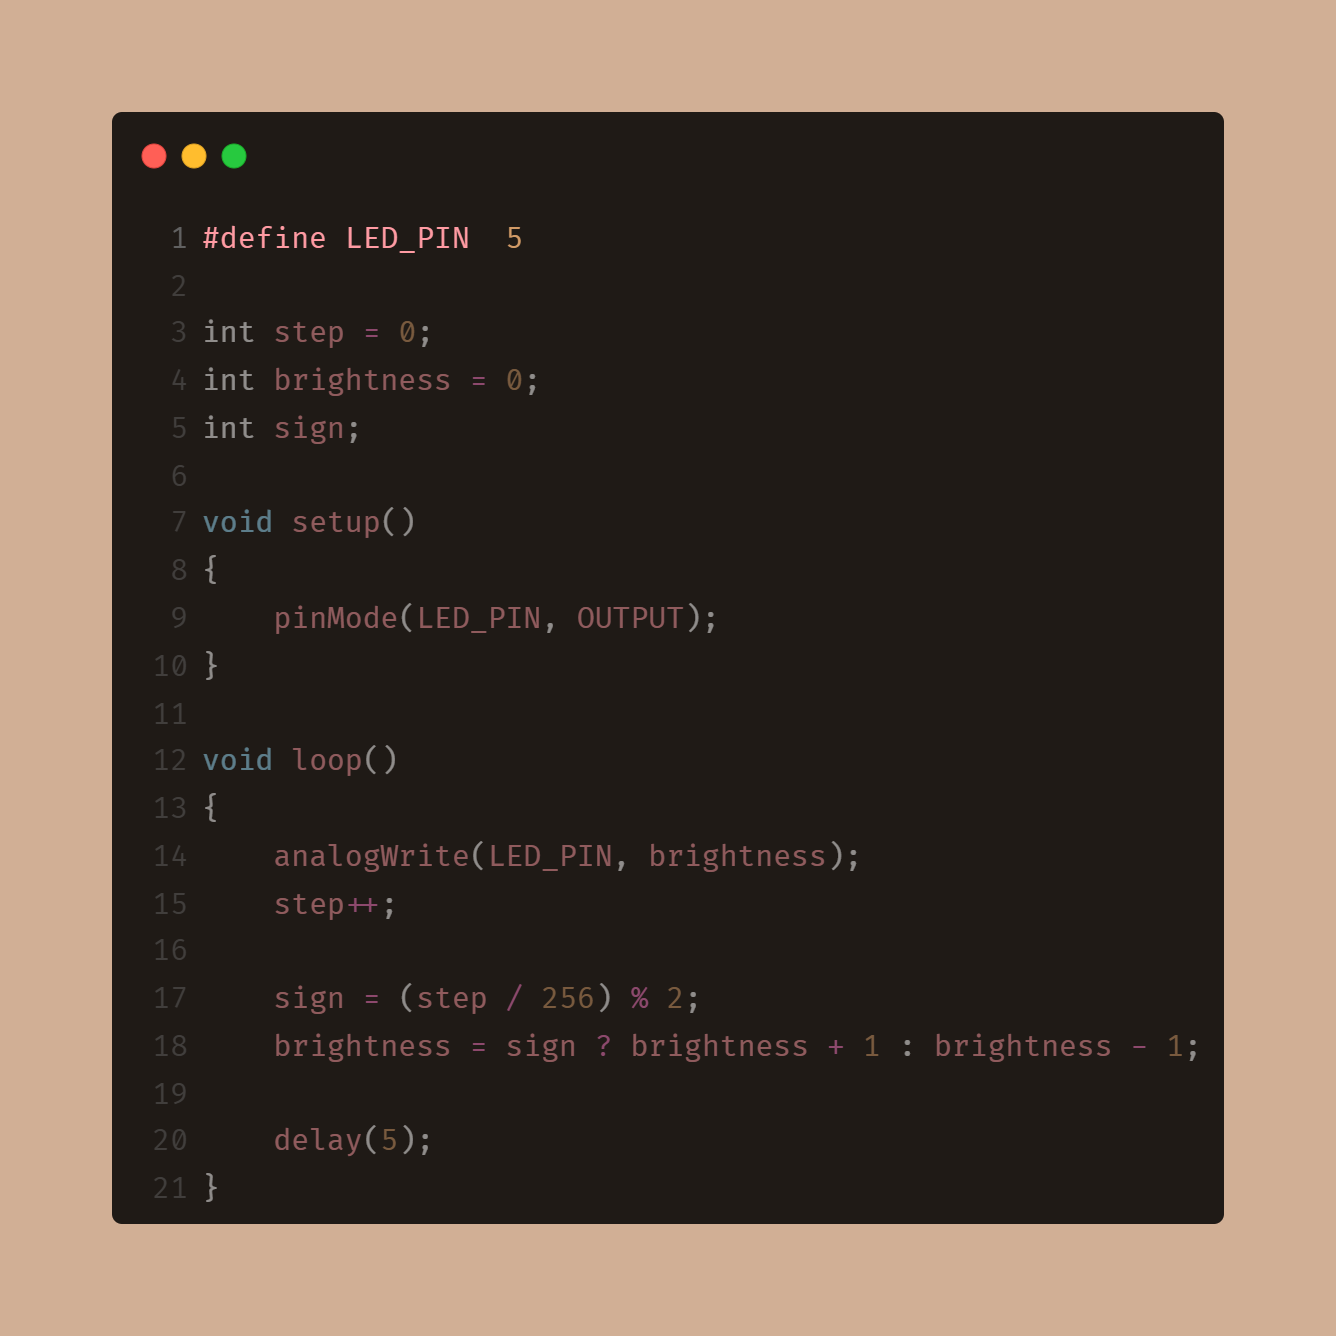 1 #define LED_PIN  5
2
3 int step = 0;
4 int brightness = 0;
5 int sign;
6
7 void setup()
8 {
9     pinMode(LED_PIN, OUTPUT);
10 }
11
12 void loop()
13 {
14     analogWrite(LED_PIN, brightness);
15     step++;
16
17     sign = (step / 256) % 2;
18     brightness = sign ? brightness + 1 : brightness - 1;
19
20     delay(5);
21 }